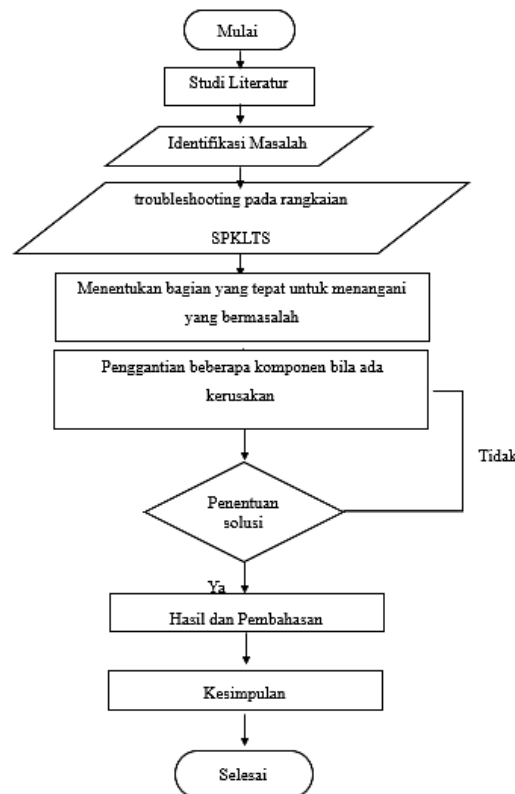 Mulai
Studi Literatur
Identifikasi Masalah
troubleshooting pada rangkaian
SPKLTS
Menentukan bagian yang tepat untuk menangani
yang bermasalah
Penggantian beberapa komponen bila ada
kerusakan
Tidak
Penentuan
solusi
Ya
Hasil dan Pembahasan
Kesimpulan
Selesai